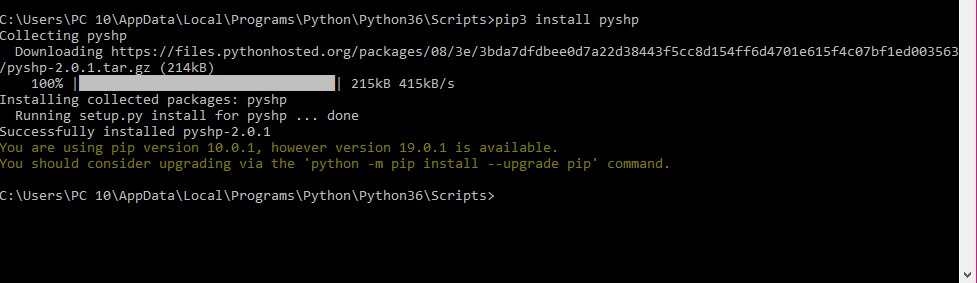 C:\Users\PC 10\AppData\Local\Programs\Python\Python36\Scripts>pip3 install pyshp
Collecting pyshp
  Downloading https://files.pythonhosted.org/packages/08/3e/3bda7dfdbee0d7a22d38443f5cc8d154ff6d4701e615f4c07bf1ed003563
/pyshp-2.0.1.tar.gz (214kB)
    100% |████████████████████████████████| 215kB 415kB/s
Installing collected packages: pyshp
  Running setup.py install for pyshp ... done
Successfully installed pyshp-2.0.1
You are using pip version 10.0.1, however version 19.0.1 is available.
You should consider upgrading via the 'python -m pip install --upgrade pip' command.
C:\Users\PC 10\AppData\Local\Programs\Python\Python36\Scripts>